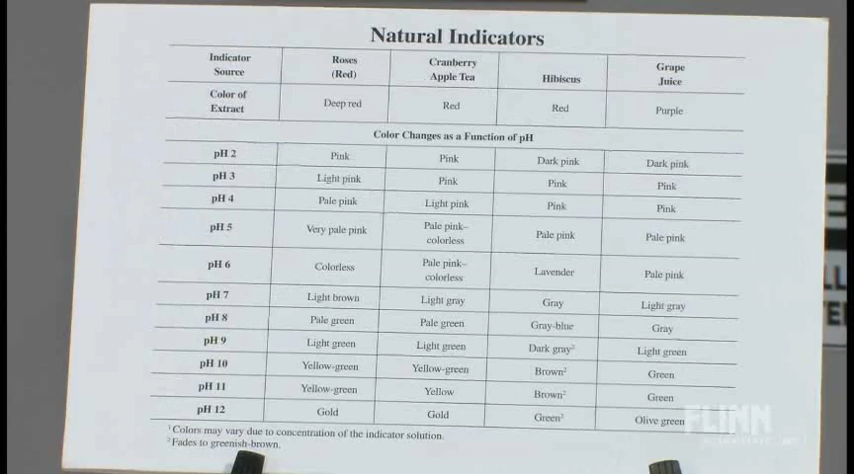 Natural Indicators
Indicator Source Roses (Red) Cranberry Apple Tea Hibiscus Grape Juice
Color of Extract Deep red Red Red Purple
Color Changes as a Function of pH
pH 2 Pink Pink Dark pink Dark pink
pH 3 Light pink Pink Pink Pink
pH 4 Pale pink Light pink Pink Pink
pH 5 Very pale pink Pale pink–colorless Pale pink Pale pink
pH 6 Colorless Pale pink–colorless Lavender Pale pink
pH 7 Light brown Light gray Gray Light gray
pH 8 Pale green Pale green Gray-blue Gray
pH 9 Light green Light green Dark gray² Light green
pH 10 Yellow-green Yellow-green Brown² Green
pH 11 Yellow-green Yellow Brown² Green
pH 12 Gold Gold Green² Olive green
¹Colors may vary due to concentration of the indicator solution.
²Fades to greenish-brown.
FLINN